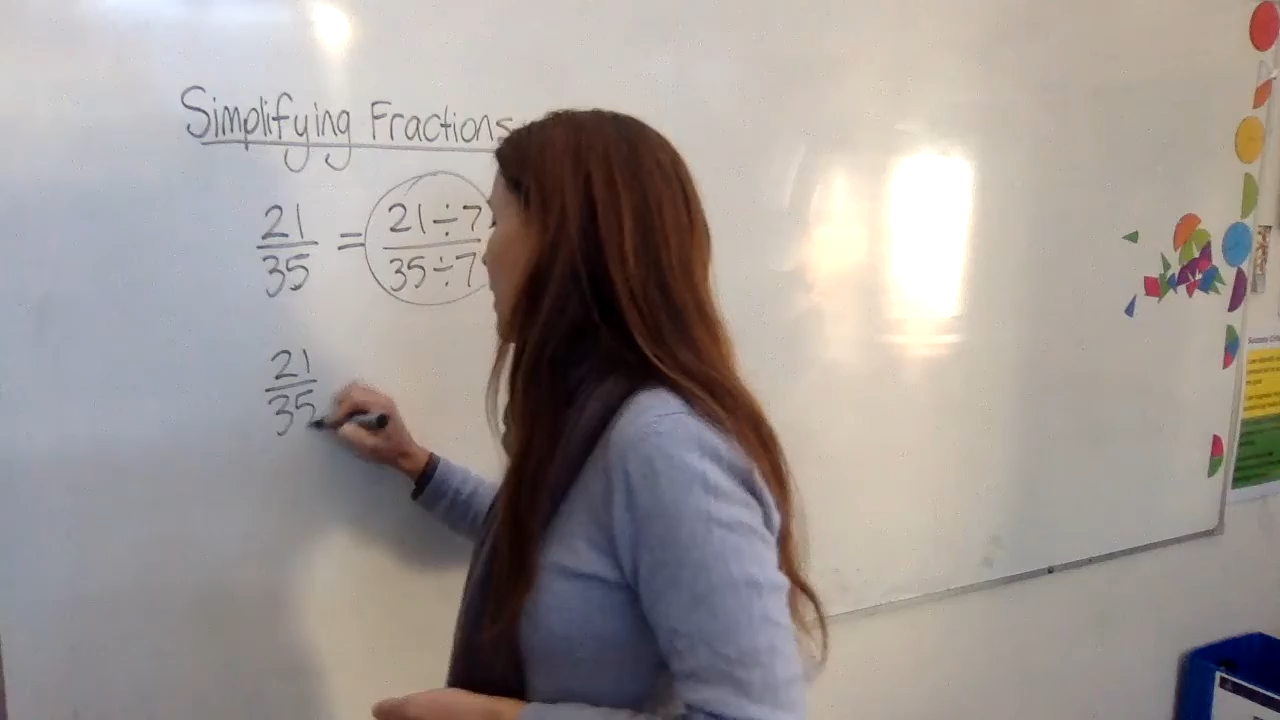 Simplifying Fractions
21/35 = 21÷7/35÷7
21/35